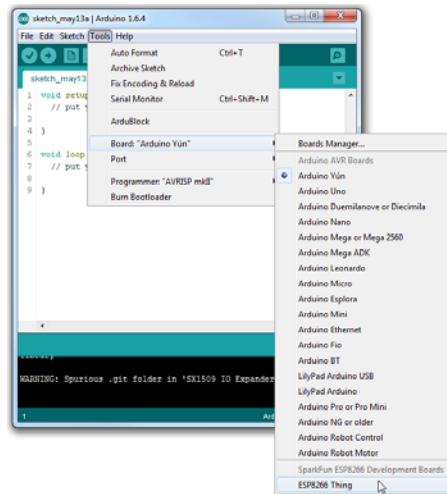 sketch_may13a | Arduino 1.6.4
File Edit Sketch Tools Help
sketch_may13
1 void setup
2 // put
3
4 }
5
6 void loop
7 // put
8
9 }
Auto Format Ctrl+T
Archive Sketch
Fix Encoding & Reload
Serial Monitor Ctrl+Shift+M
ArduBlock
Board: "Arduino Yún"
Port
Programmer: "AVRISP mkII"
Burn Bootloader
Boards Manager...
Arduino AVR Boards
Arduino Yún
Arduino Uno
Arduino Duemilanove or Diecimila
Arduino Nano
Arduino Mega or Mega 2560
Arduino Mega ADK
Arduino Leonardo
Arduino Micro
Arduino Esplora
Arduino Mini
Arduino Ethernet
Arduino Fio
Arduino BT
LilyPad Arduino USB
LilyPad Arduino
Arduino Pro or Pro Mini
Arduino NG or older
Arduino Robot Control
Arduino Robot Motor
SparkFun ESP8266 Development Boards
ESP8266 Thing
WARNING: Spurious .git folder in 'SX1509 IO Expander
1